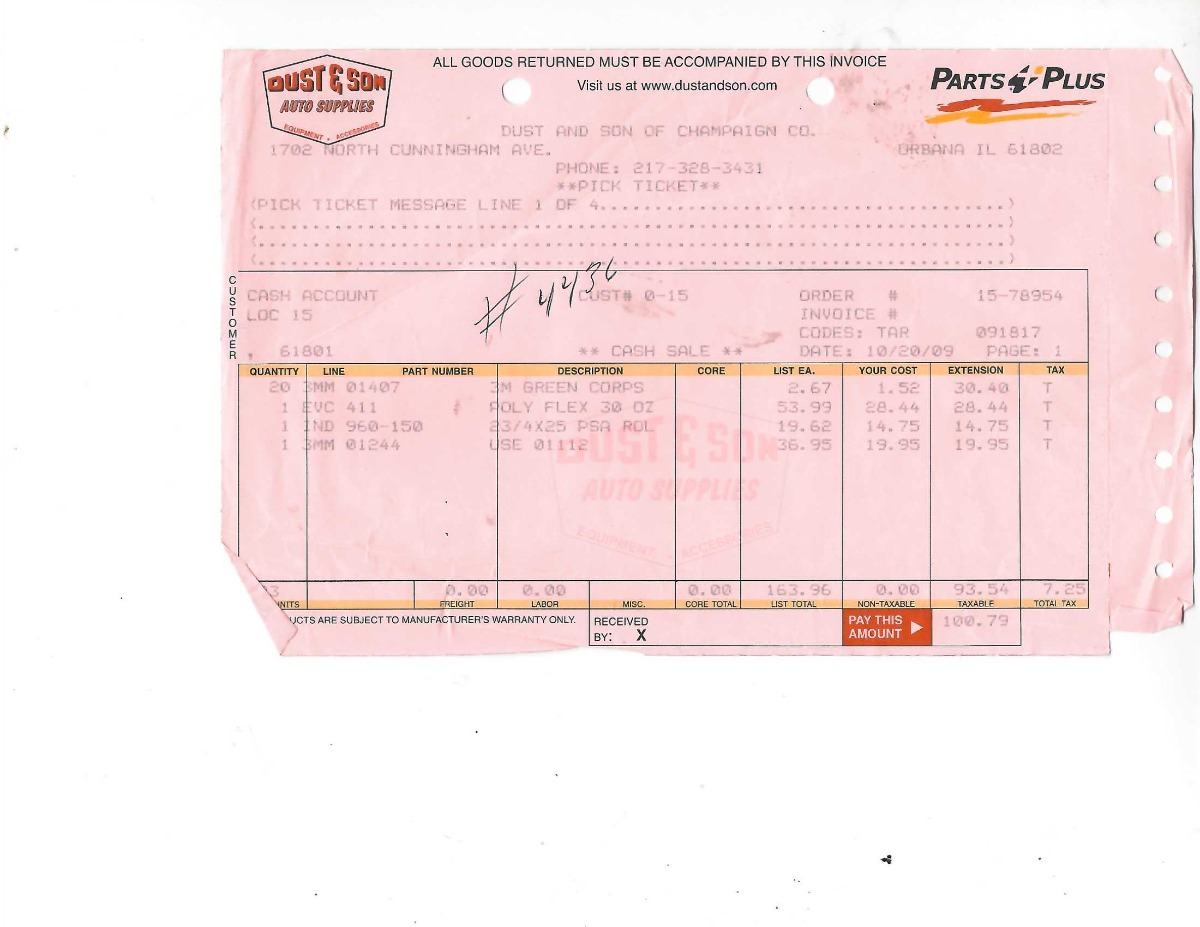 DUST & SON
AUTO SUPPLIES
EQUIPMENT • ACCESSORIES
ALL GOODS RETURNED MUST BE ACCOMPANIED BY THIS INVOICE
Visit us at www.dustandson.com
PARTS PLUS
DUST AND SON OF CHAMPAIGN CO.
1702 NORTH CUNNINGHAM AVE. URBANA IL 61802
PHONE: 217-328-3431
**PICK TICKET**
(PICK TICKET MESSAGE LINE 1 OF 4......................................)
(......................................................................)
(......................................................................)
(......................................................................)
# 4436
CUSTOMER
CASH ACCOUNT CUST# 0-15 ORDER # 15-78954
LOC 15 INVOICE #
CODES: TAR 091817
, 61801 ** CASH SALE ** DATE: 10/20/09 PAGE: 1
QUANTITY LINE PART NUMBER DESCRIPTION CORE LIST EA. YOUR COST EXTENSION TAX
20 3MM 01407 3M GREEN CORPS 2.67 1.52 30.40 T
1 EVC 411 POLY FLEX 30 OZ 53.99 28.44 28.44 T
1 IND 960-150 23/4X25 PSA ROL 19.62 14.75 14.75 T
1 3MM 01244 USE 01112 36.95 19.95 19.95 T
DUST & SON
AUTO SUPPLIES
EQUIPMENT ACCESSORIES
3 0.00 0.00 0.00 163.96 0.00 93.54 7.25
NITS FREIGHT LABOR MISC. CORE TOTAL LIST TOTAL NON-TAXABLE TAXABLE TOTAL TAX
UCTS ARE SUBJECT TO MANUFACTURER'S WARRANTY ONLY. RECEIVED BY: X PAY THIS AMOUNT 100.79